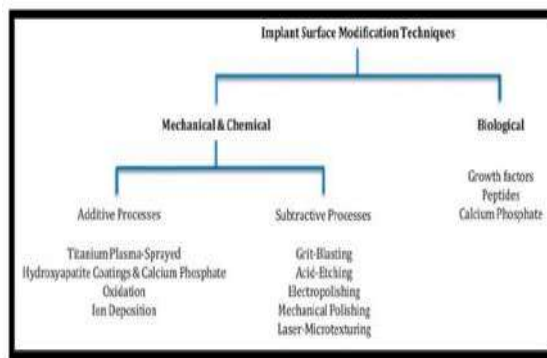 Implant Surface Modification Techniques
Mechanical & Chemical
Biological
Growth factors
Peptides
Calcium Phosphate
Additive Processes
Titanium Plasma-Sprayed
Hydroxyapatite Coatings & Calcium Phosphate
Oxidation
Ion Deposition
Subtractive Processes
Grit-Blasting
Acid-Etching
Electropolishing
Mechanical Polishing
Laser-Microtexturing